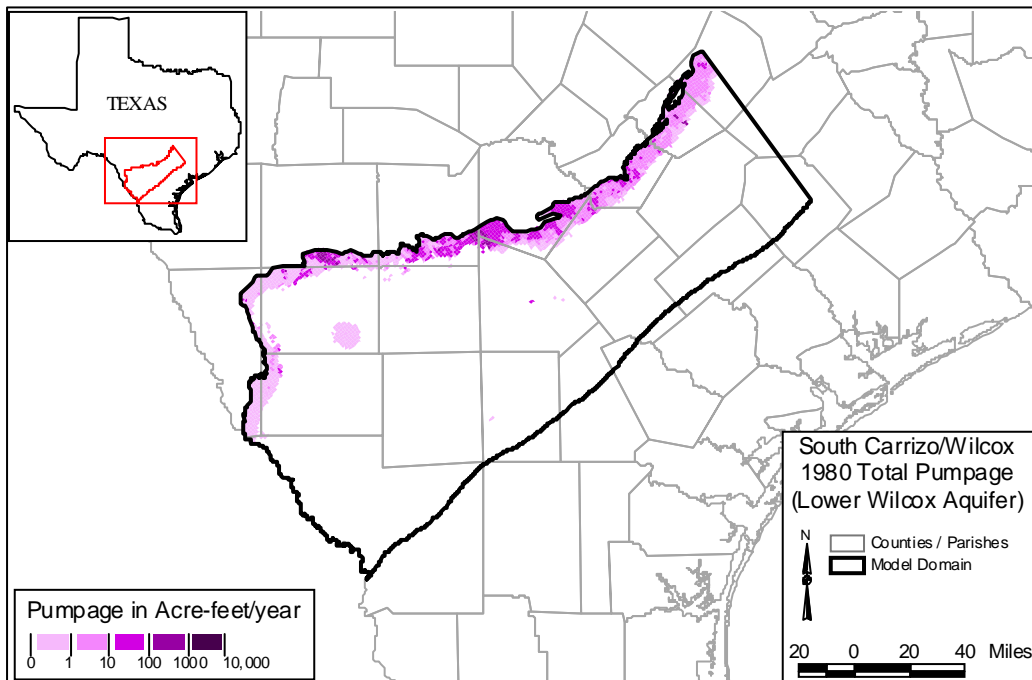 TEXAS
South Carrizo/Wilcox
1980 Total Pumpage
(Lower Wilcox Aquifer)
N
Counties / Parishes
Model Domain
Pumpage in Acre-feet/year
0 1 10 100 1000 10,000
20 0 20 40 Miles